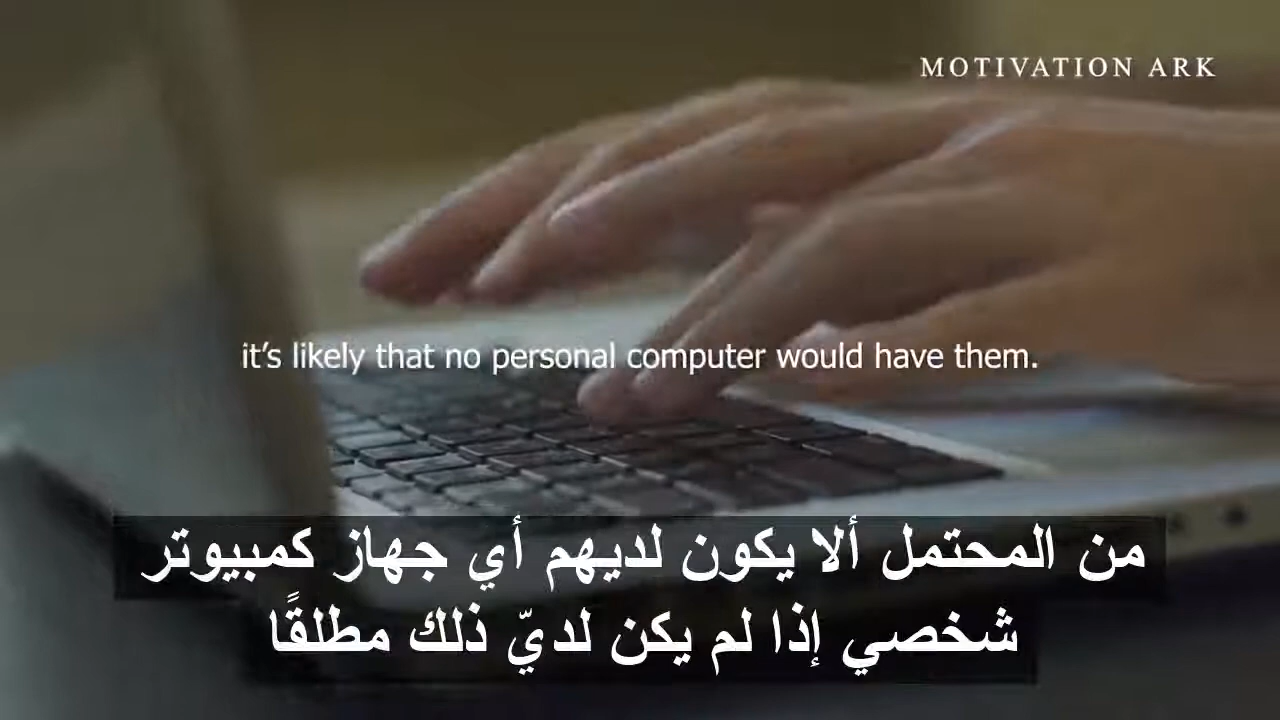 MOTIVATION ARK
it’s likely that no personal computer would have them.
من المحتمل ألا يكون لديهم أي جهاز كمبيوتر
شخصي إذا لم يكن لديّ ذلك مطلقًا